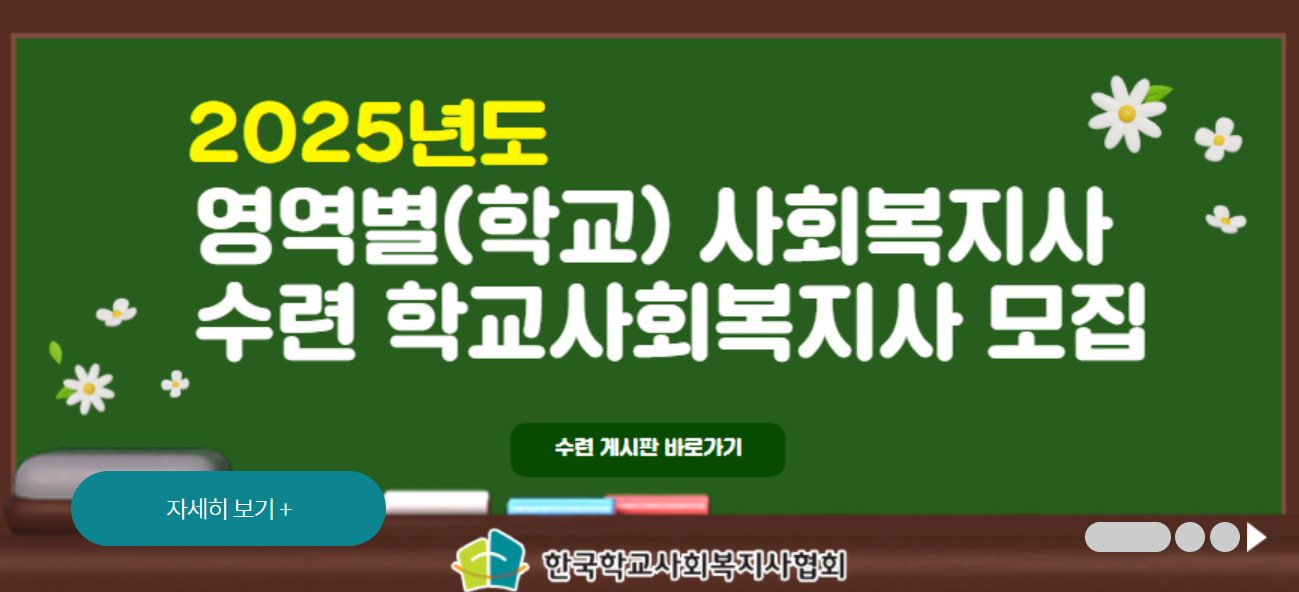 2025년도
영역별(학교) 사회복지사
수련 학교사회복지사 모집
수련 게시판 바로가기
자세히 보기 +
한국학교사회복지사협회